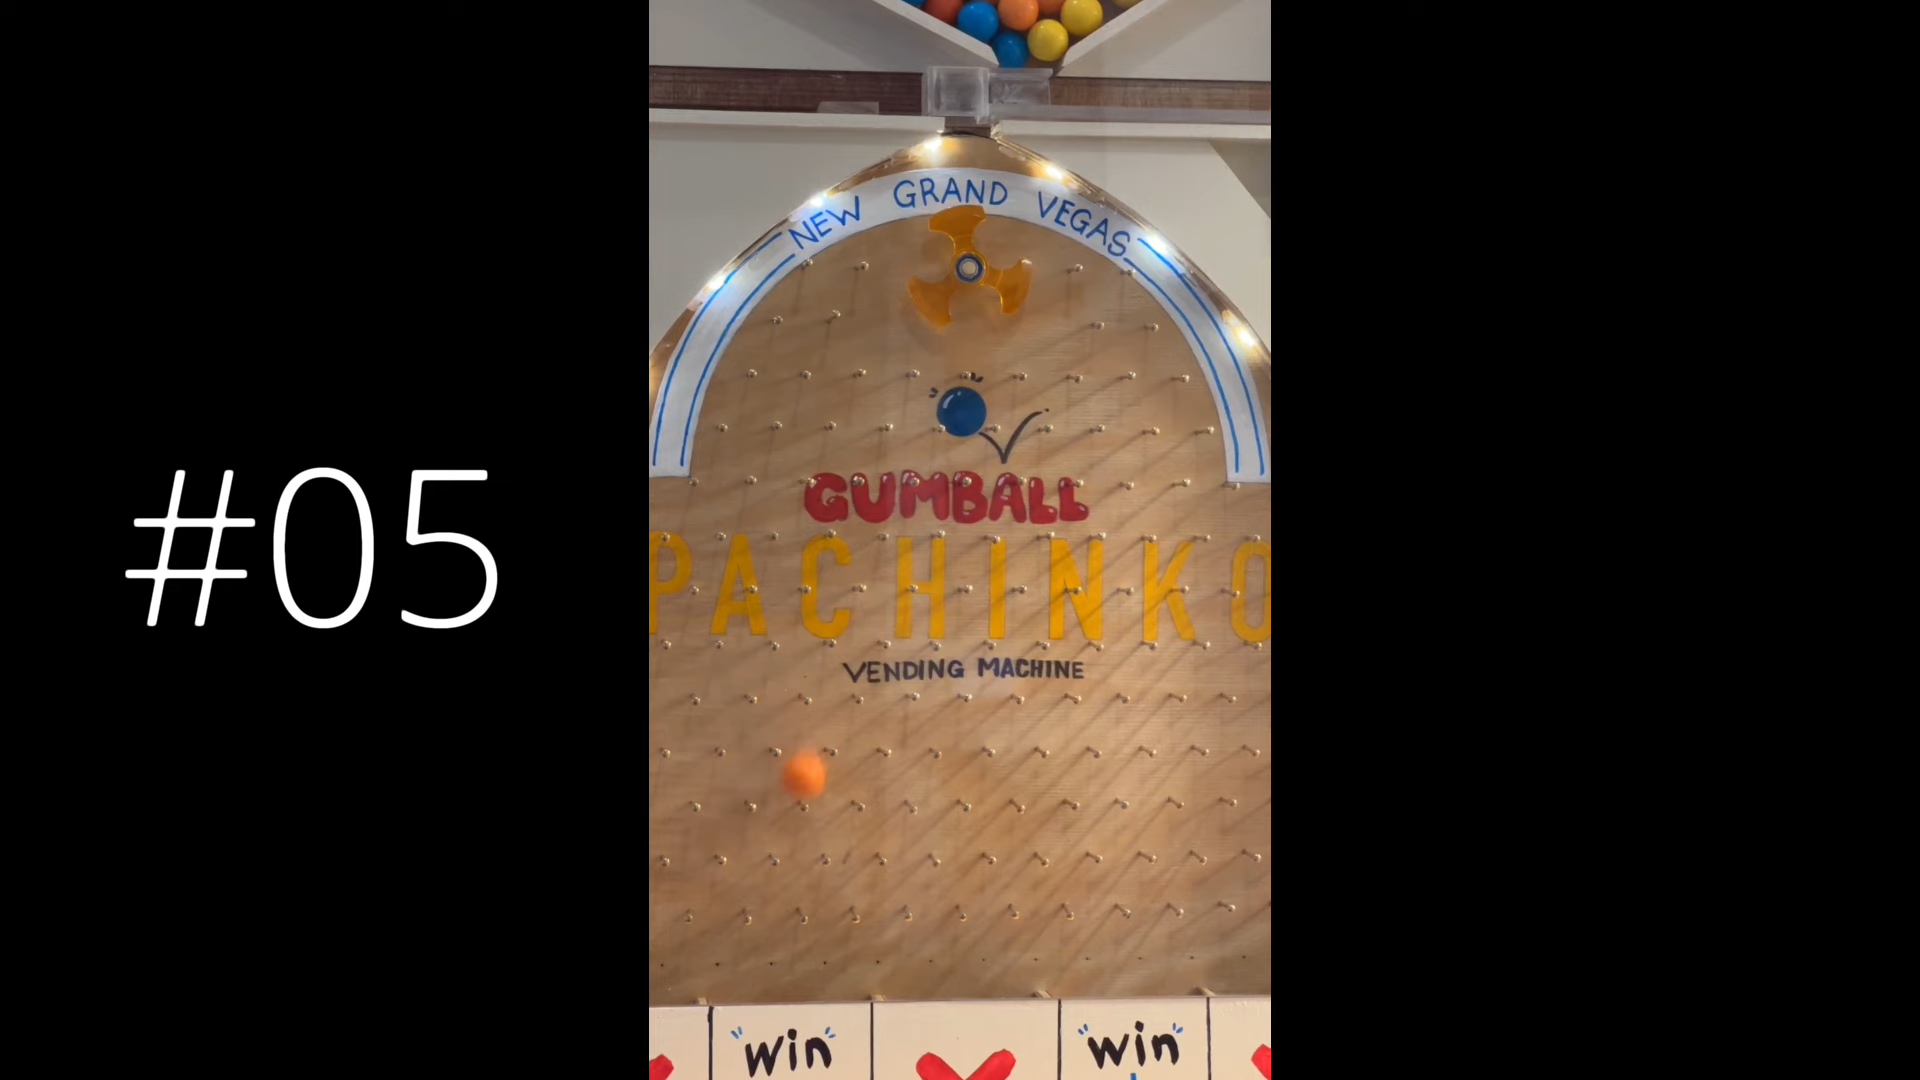 #05
NEW GRAND VEGAS
GUMBALL
PACHINKO
VENDING MACHINE
win
win